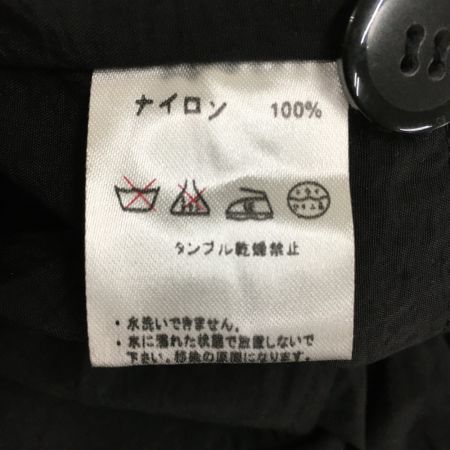 ナイロン 100%
タンブル乾燥禁止
・水洗いできません。
・水に濡れた状態で放置しないで
下さい。移染の原因になります。